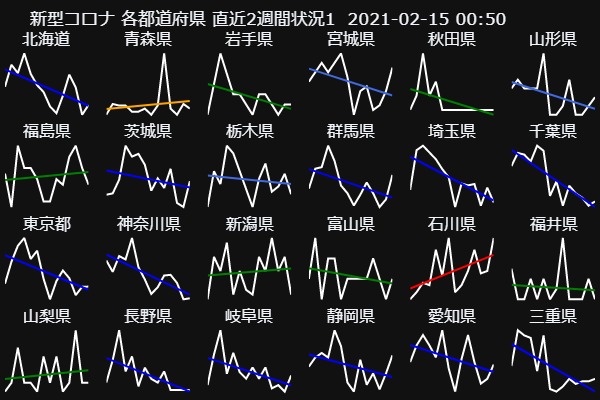 新型コロナ 各都道府県 直近2週間状況1 2021-02-15 00:50
北海道 青森県 岩手県 宮城県 秋田県 山形県
福島県 茨城県 栃木県 群馬県 埼玉県 千葉県
東京都 神奈川県 新潟県 富山県 石川県 福井県
山梨県 長野県 岐阜県 静岡県 愛知県 三重県